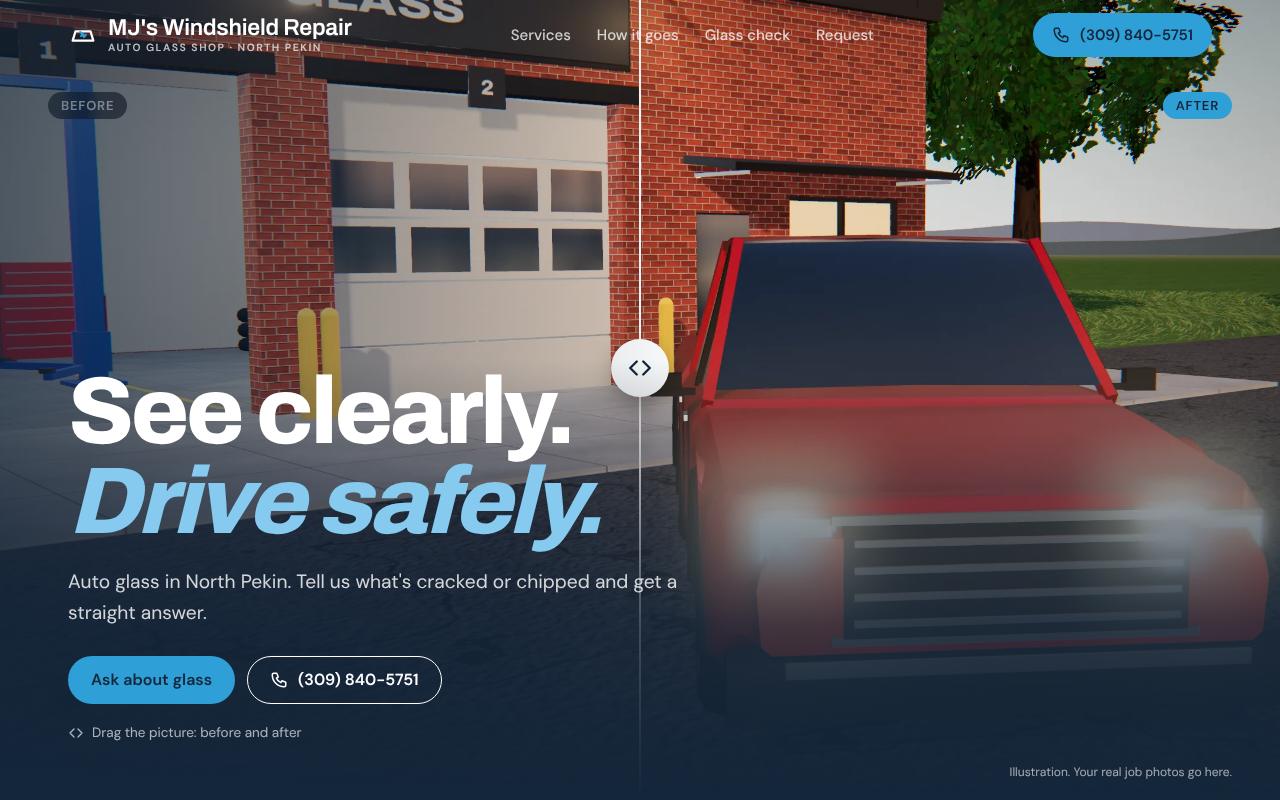 GLASS
MJ's Windshield Repair
AUTO GLASS SHOP · NORTH PEKIN
Services
How it goes
Glass check
Request
(309) 840-5751
1
2
BEFORE
AFTER
See clearly.
Drive safely.
Auto glass in North Pekin. Tell us what's cracked or chipped and get a
straight answer.
Ask about glass
(309) 840-5751
Drag the picture: before and after
Illustration. Your real job photos go here.